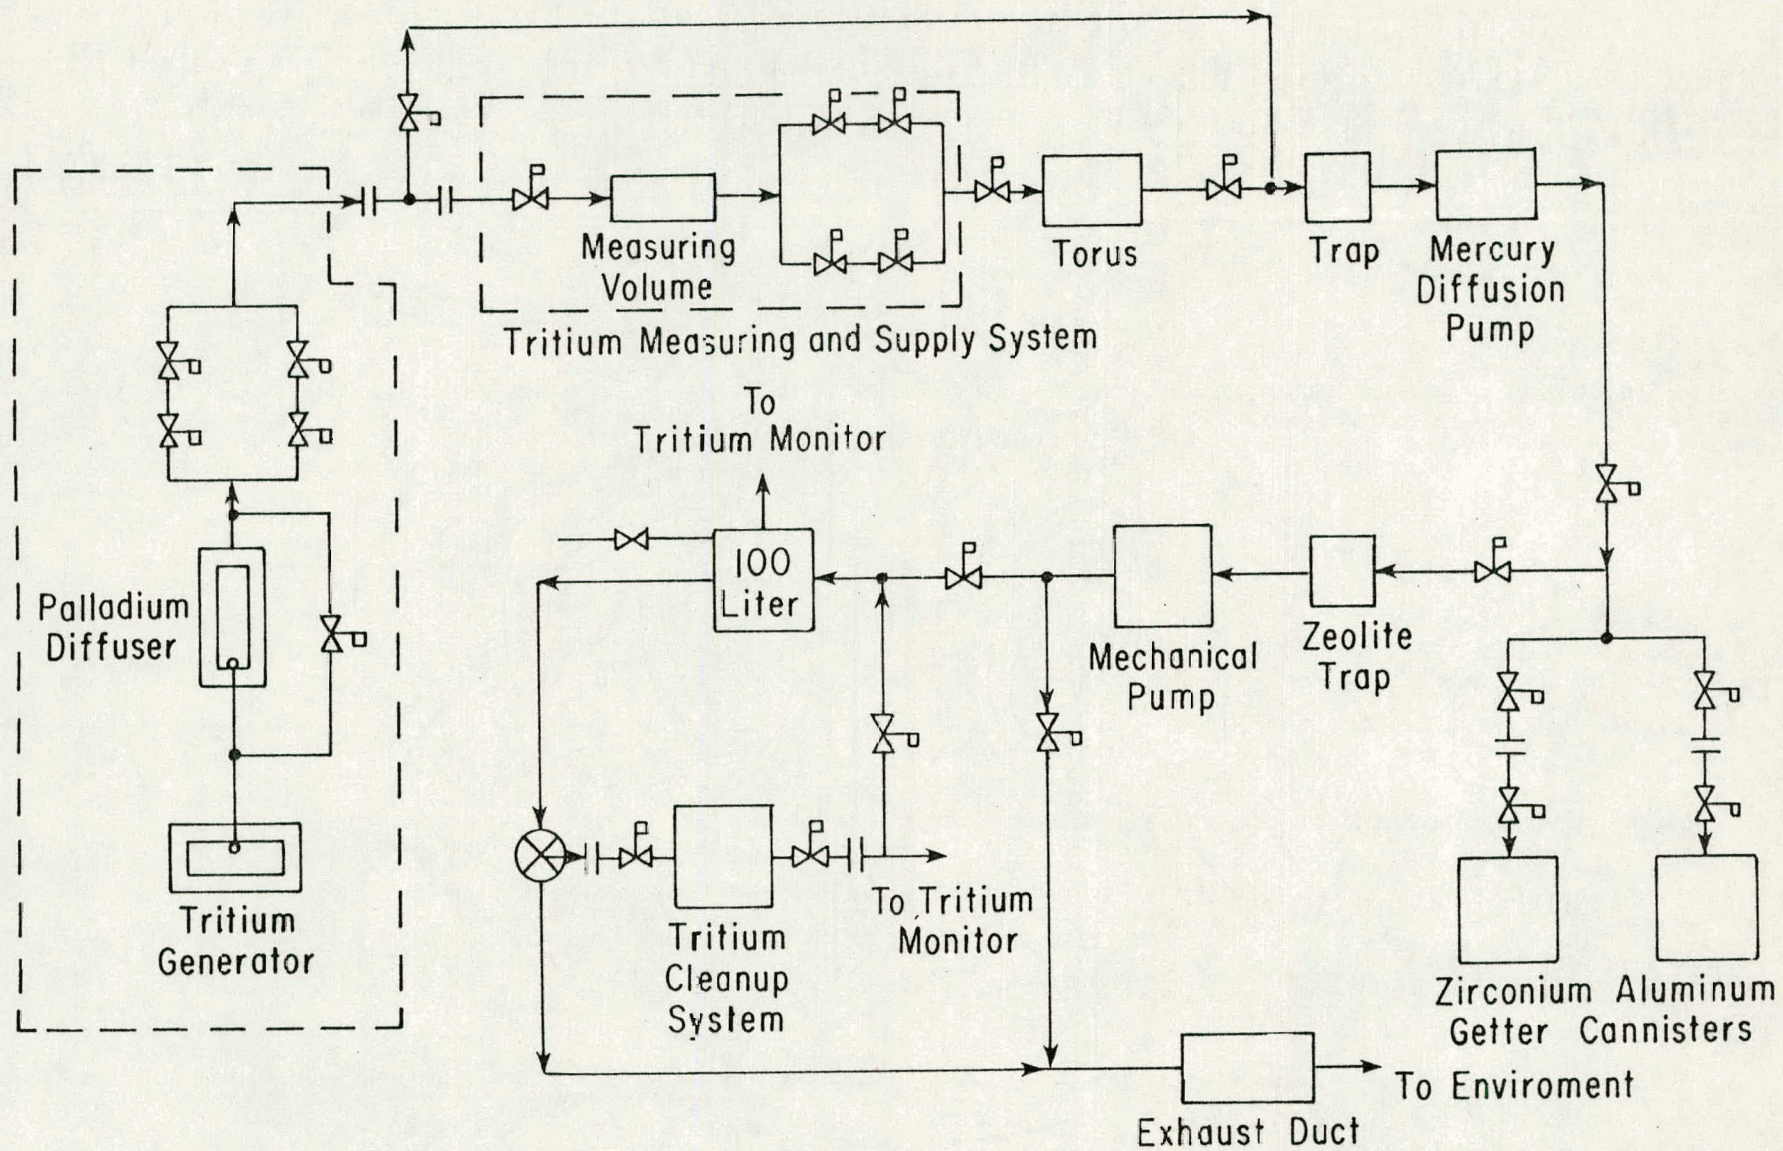 Measuring
Volume
Torus
Trap
Mercury
Diffusion
Pump
Tritium Measuring and Supply System
To
Tritium Monitor
100
Liter
Palladium
Diffuser
Mechanical
Pump
Zeolite
Trap
Tritium
Generator
Tritium
Cleanup
System
To Tritium
Monitor
Zirconium Aluminum
Getter Cannisters
To Enviroment
Exhaust Duct